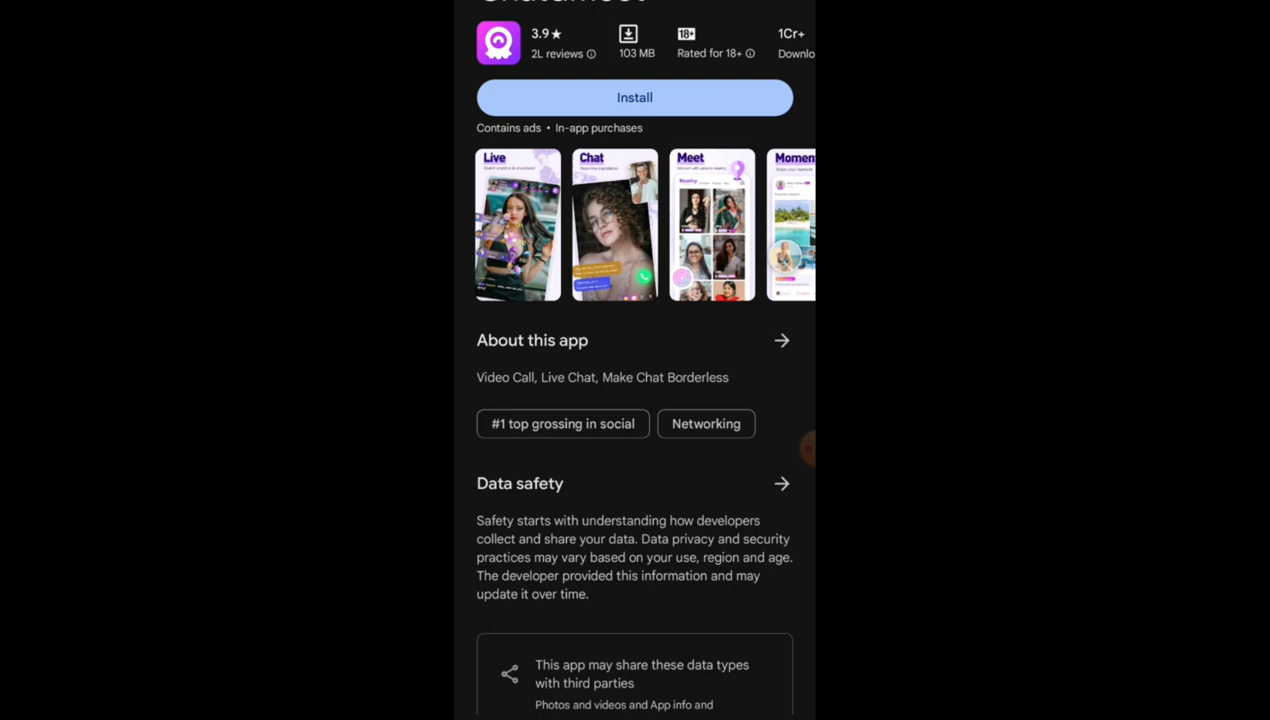 3.9★
2L reviews
103 MB
18+
Rated for 18+
1Cr+
Downlo
Install
Contains ads • In-app purchases
Live
Chat
Meet
Nearby
Momen
About this app
Video Call, Live Chat, Make Chat Borderless
#1 top grossing in social
Networking
Data safety
Safety starts with understanding how developers
collect and share your data. Data privacy and security
practices may vary based on your use, region and age.
The developer provided this information and may
update it over time.
This app may share these data types
with third parties
Photos and videos and App info and